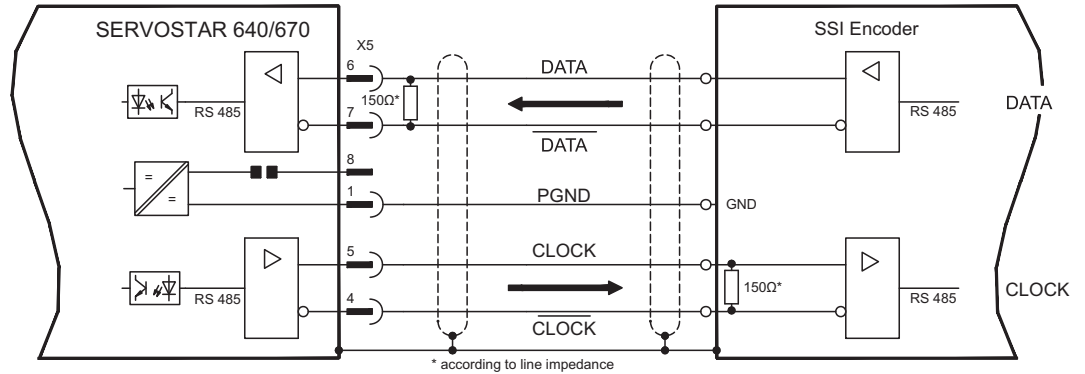 SERVOSTAR 640/670
X5
SSI Encoder
6
DATA
150Ω*
RS 485
7
DATA
RS 485
DATA
8
=
=
1
PGND
GND
5
CLOCK
RS 485
150Ω*
RS 485
CLOCK
4
CLOCK
* according to line impedance